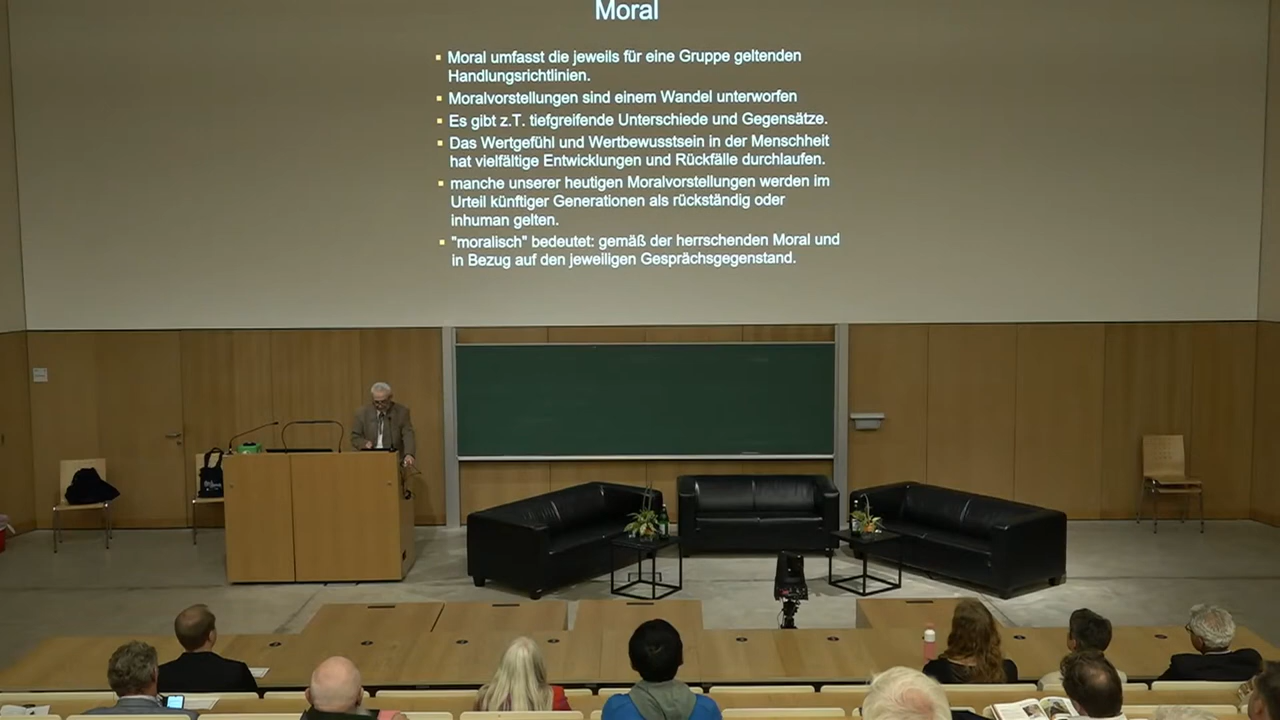 Moral
Moral umfasst die jeweils für eine Gruppe geltenden
Handlungsrichtlinien.
Moralvorstellungen sind einem Wandel unterworfen
Es gibt z.T. tiefgreifende Unterschiede und Gegensätze.
Das Wertgefühl und Wertbewusstsein in der Menschheit
hat vielfältige Entwicklungen und Rückfälle durchlaufen.
manche unserer heutigen Moralvorstellungen werden im
Urteil künftiger Generationen als rückständig oder
inhuman gelten.
"moralisch" bedeutet: gemäß der herrschenden Moral und
in Bezug auf den jeweiligen Gesprächsgegenstand.